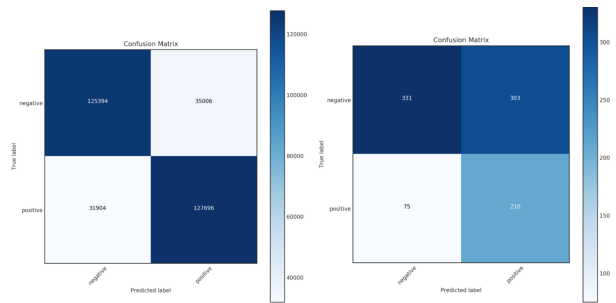 Confusion Matrix
negative
positive
True label
125394
35006
31904
127696
negative
positive
Predicted label
120000
100000
80000
60000
40000
Confusion Matrix
negative
positive
True label
331
303
75
210
negative
positive
Predicted label
300
250
200
150
100